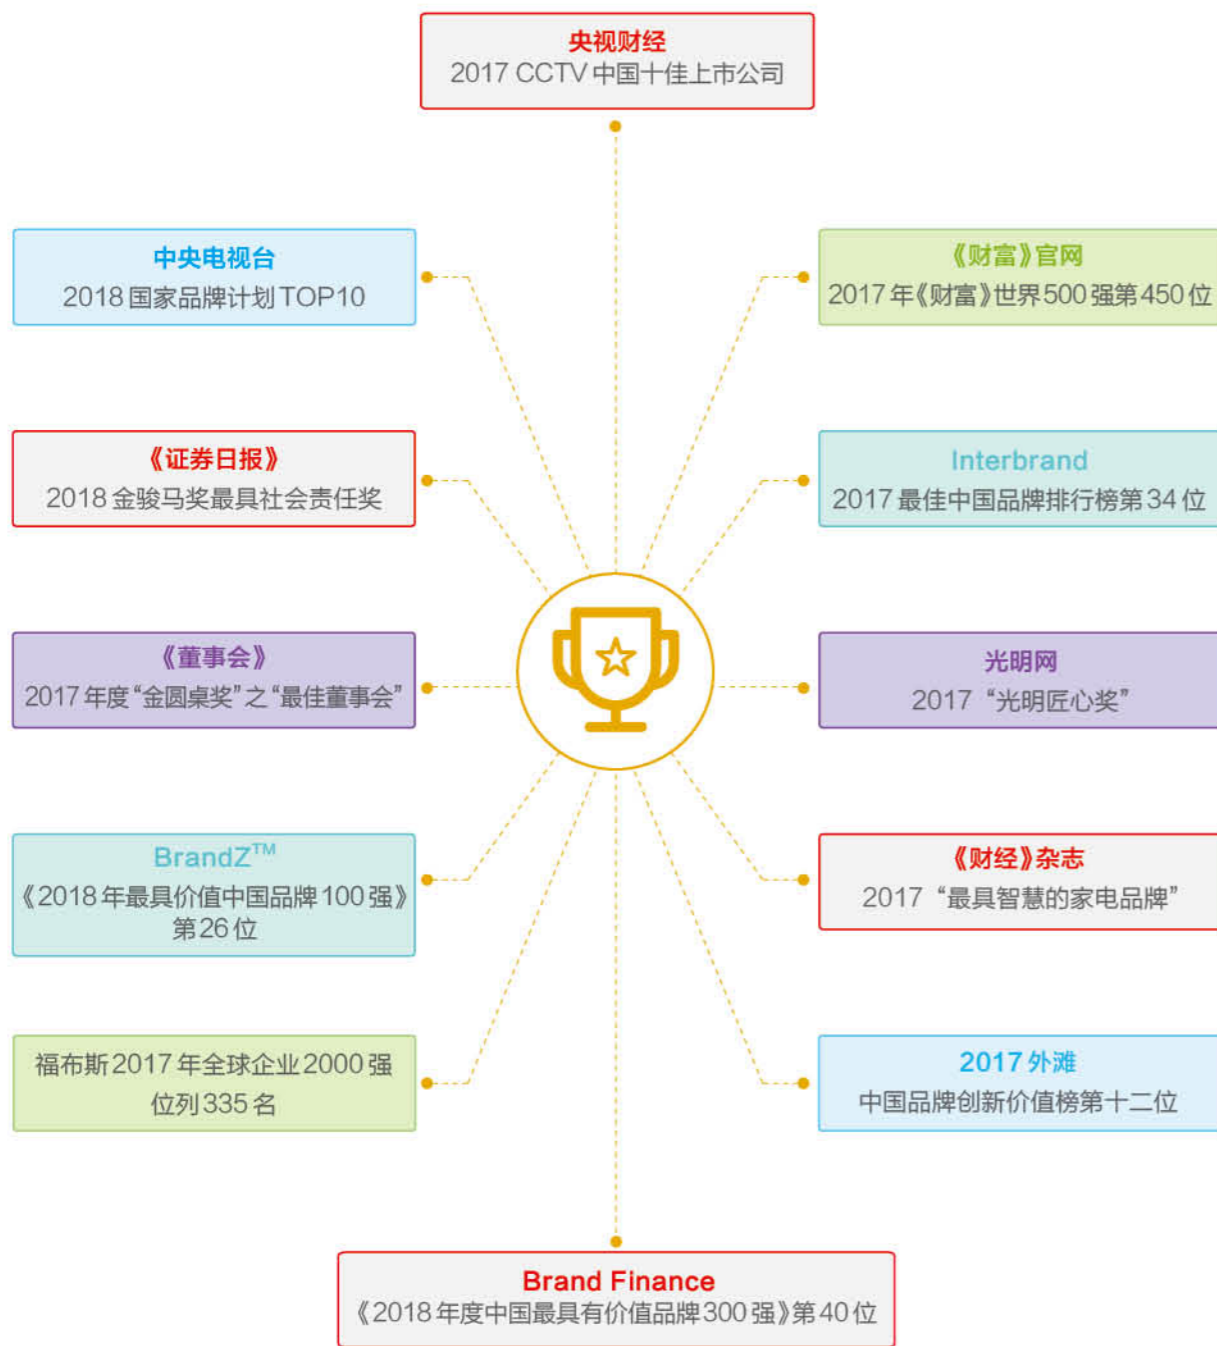 央视财经
2017 CCTV 中国十佳上市公司
中央电视台
2018 国家品牌计划 TOP10
《财富》官网
2017 年《财富》世界 500 强第 450 位
《证券日报》
2018 金骏马奖最具社会责任奖
Interbrand
2017 最佳中国品牌排行榜第 34 位
《董事会》
2017 年度“金圆桌奖”之“最佳董事会”
光明网
2017 “光明匠心奖”
BrandZ™
《2018 年最具价值中国品牌 100 强》
第 26 位
《财经》杂志
2017 “最具智慧的家电品牌”
福布斯 2017 年全球企业 2000 强
位列 335 名
2017 外滩
中国品牌创新价值榜第十二位
Brand Finance
《2018 年度中国最具有价值品牌 300 强》第 40 位